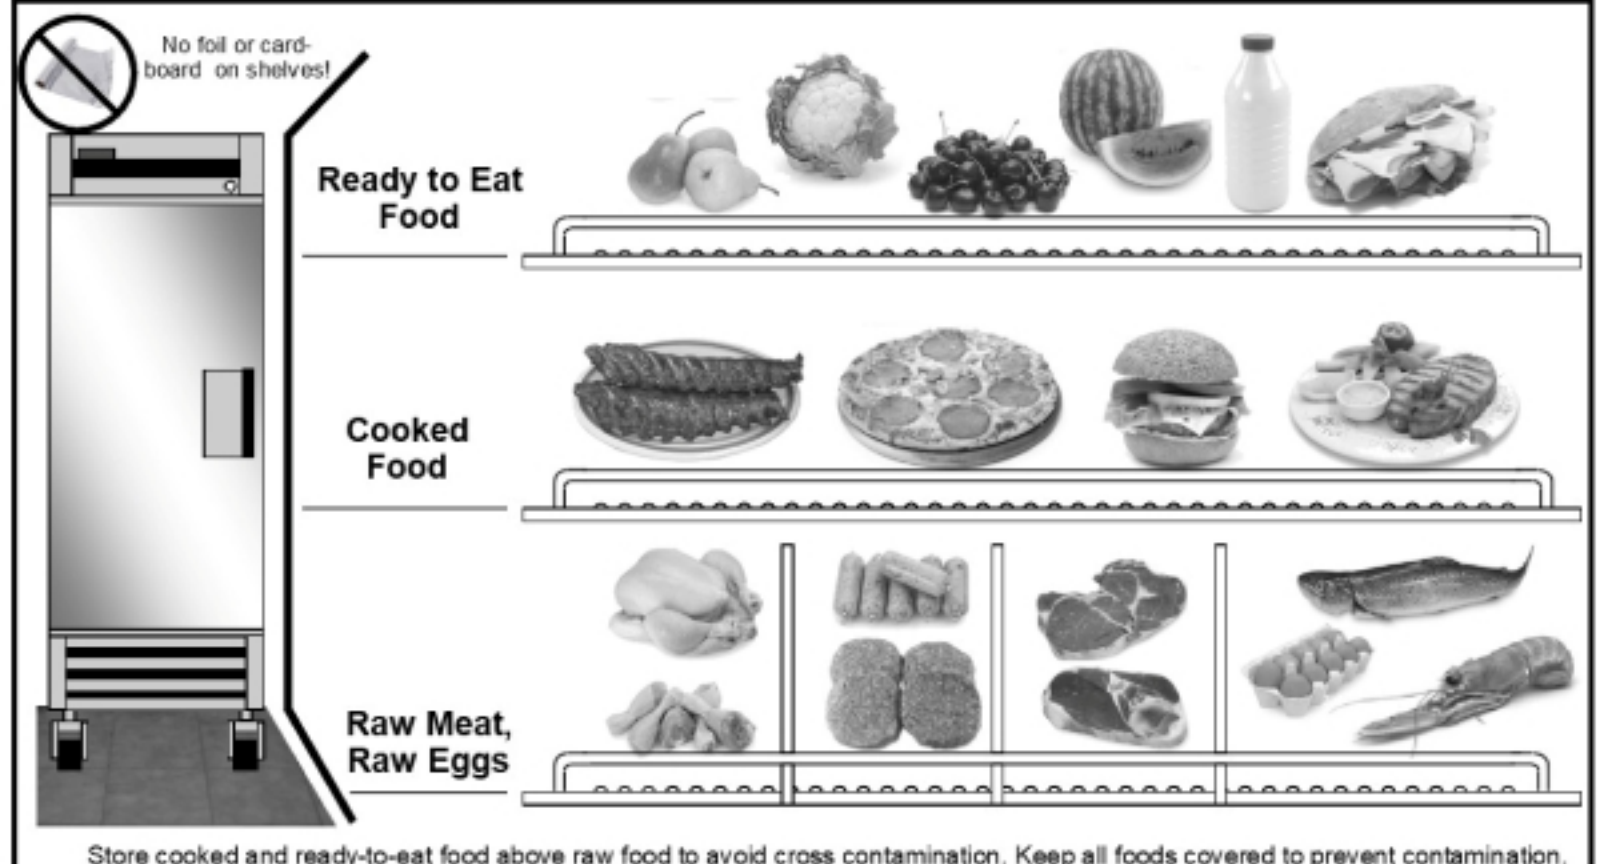 No foil or card-
board on shelves!
Ready to Eat
Food
Cooked
Food
Raw Meat,
Raw Eggs
Store cooked and ready-to-eat food above raw food to avoid cross contamination. Keep all foods covered to prevent contamination.